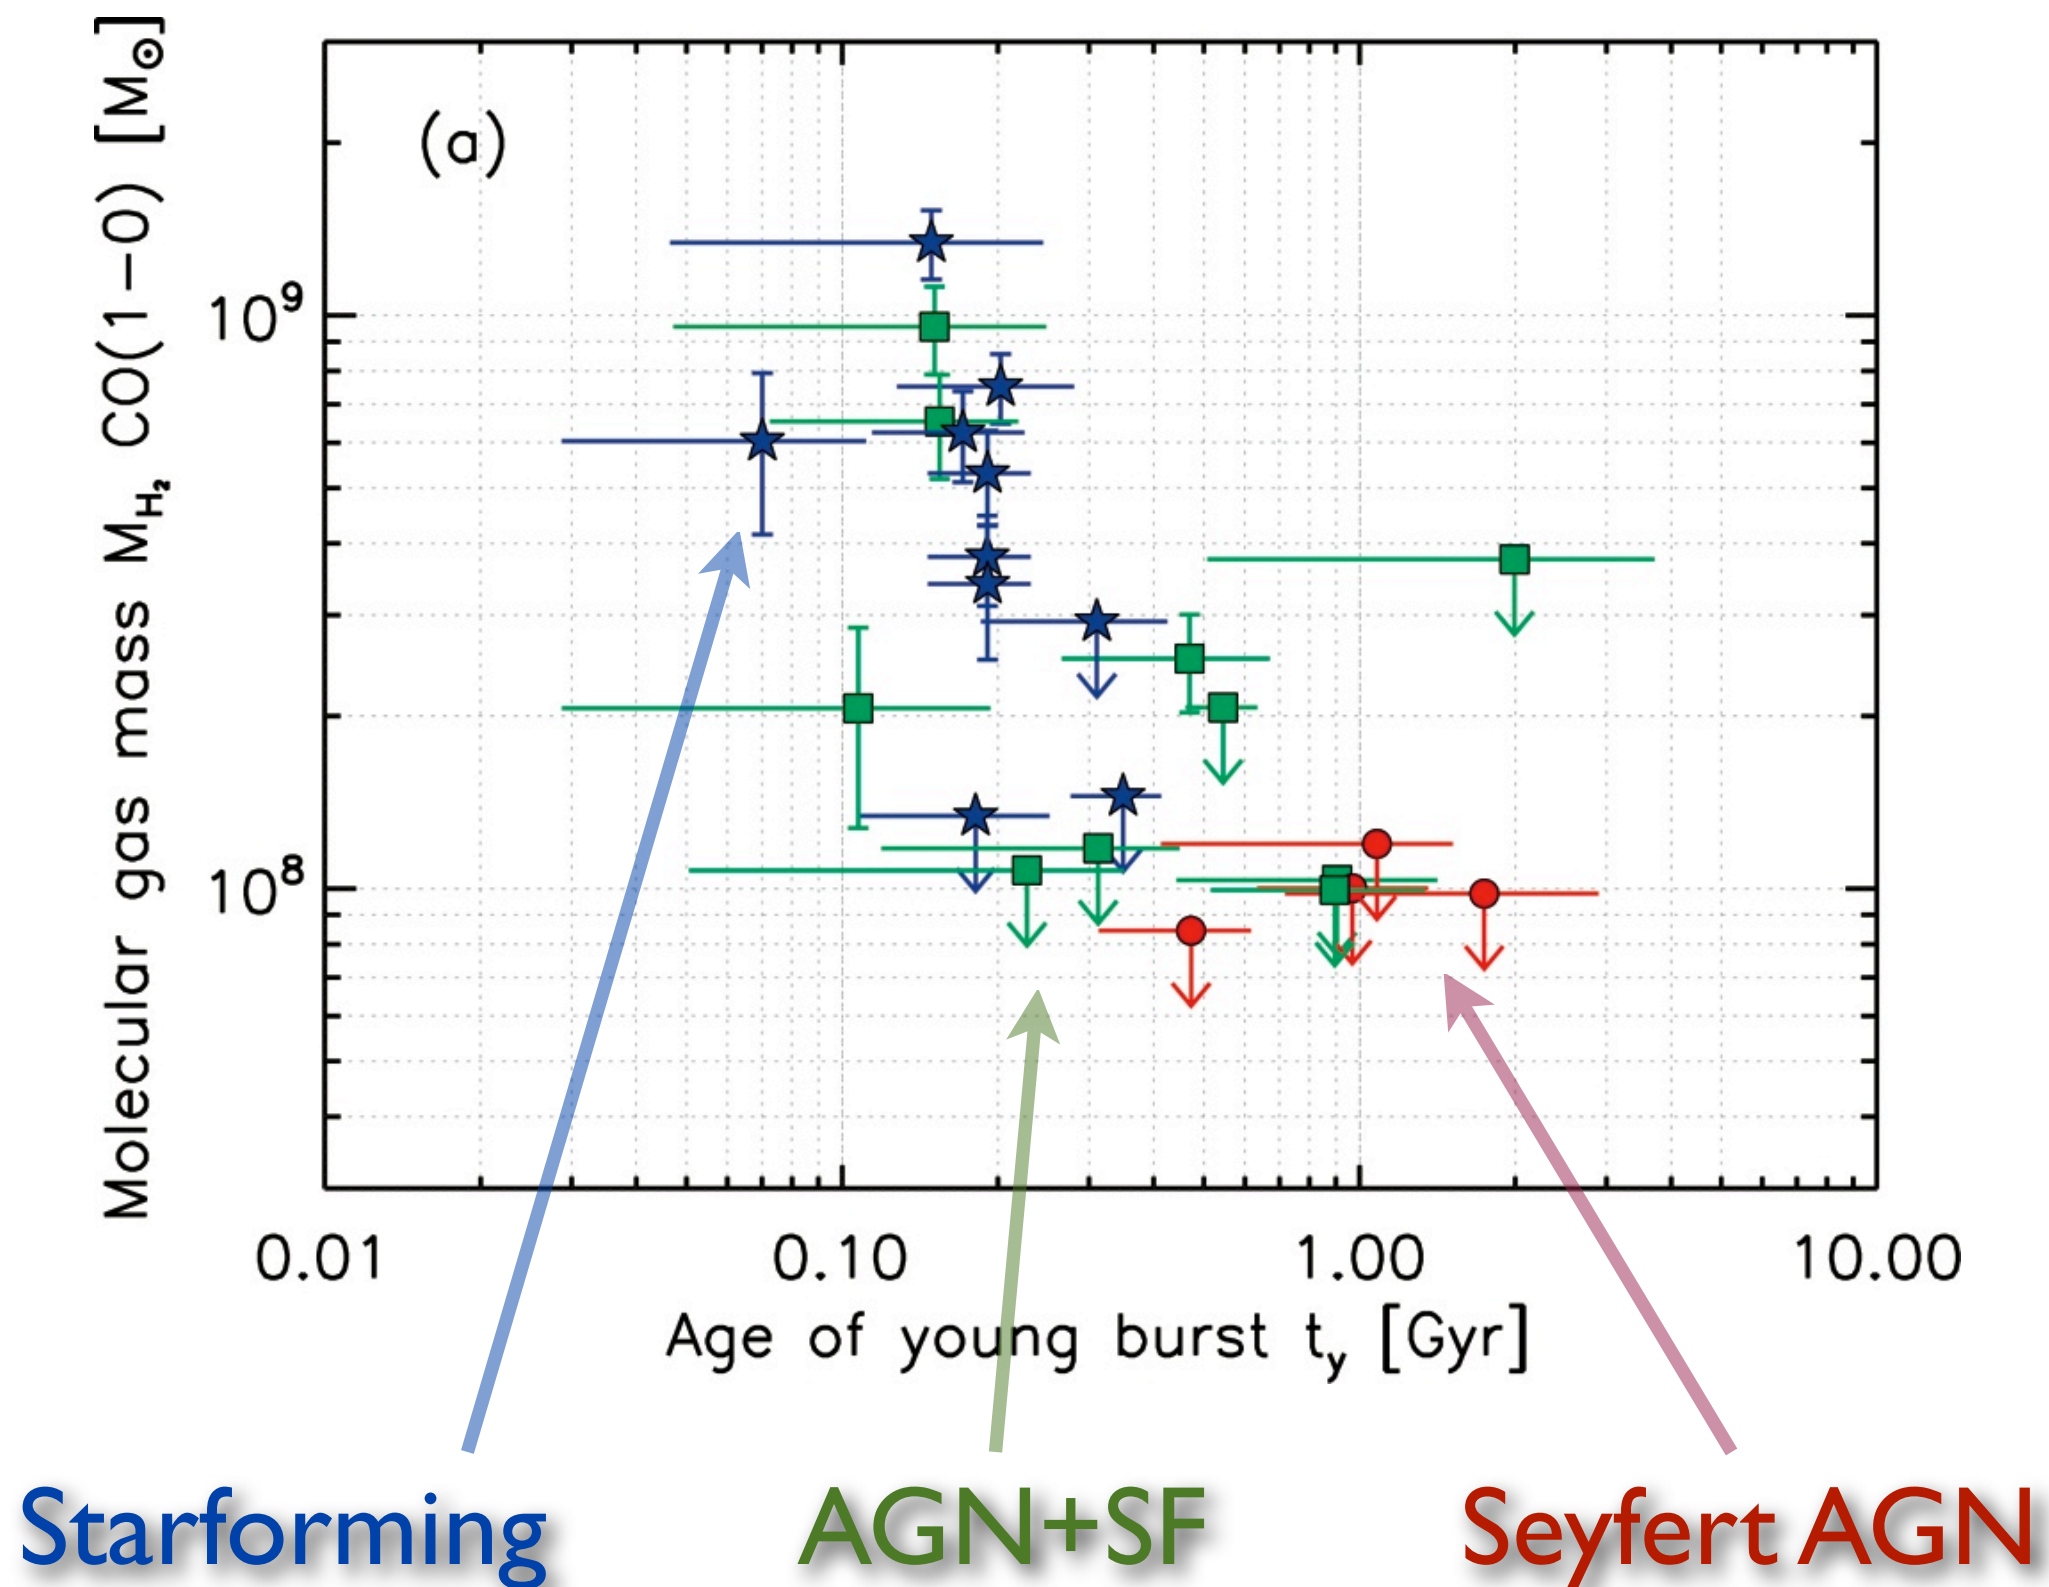 (a)
Molecular gas mass M_H₂ CO(1−0) [M⊙]
10⁹
10⁸
0.01 0.10 1.00 10.00
Age of young burst t_y [Gyr]
Starforming AGN+SF Seyfert AGN